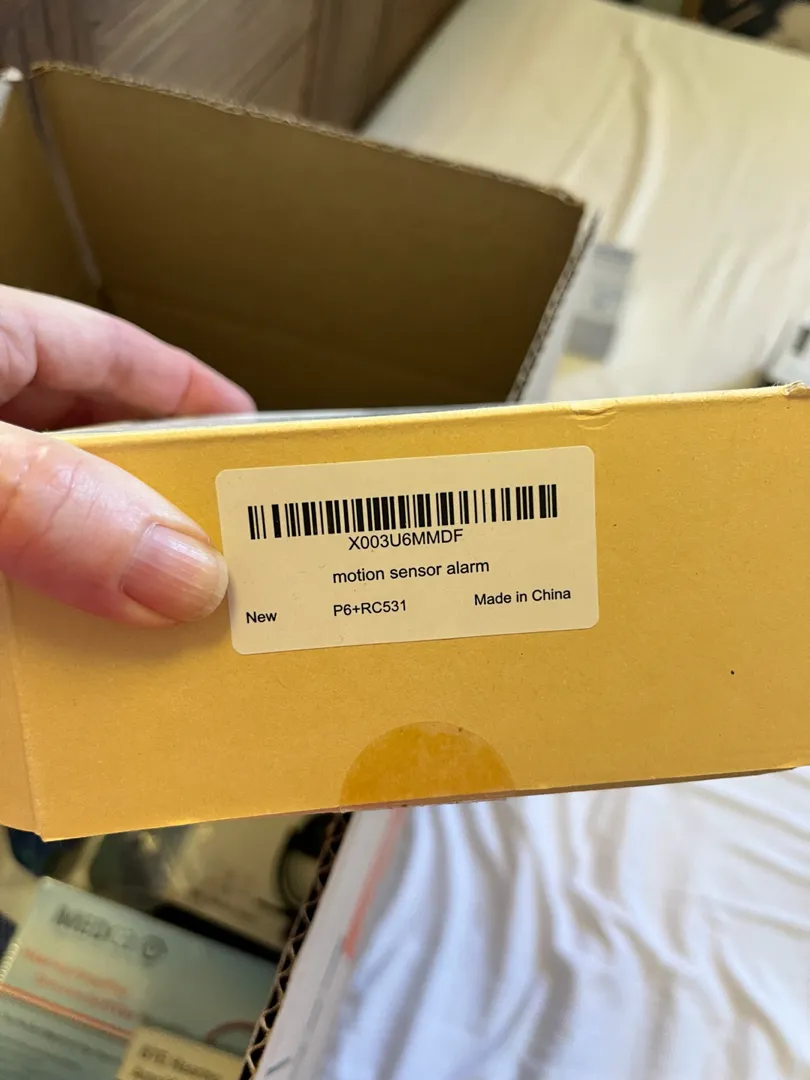 X003U6MMDF
motion sensor alarm
New P6+RC531 Made in China